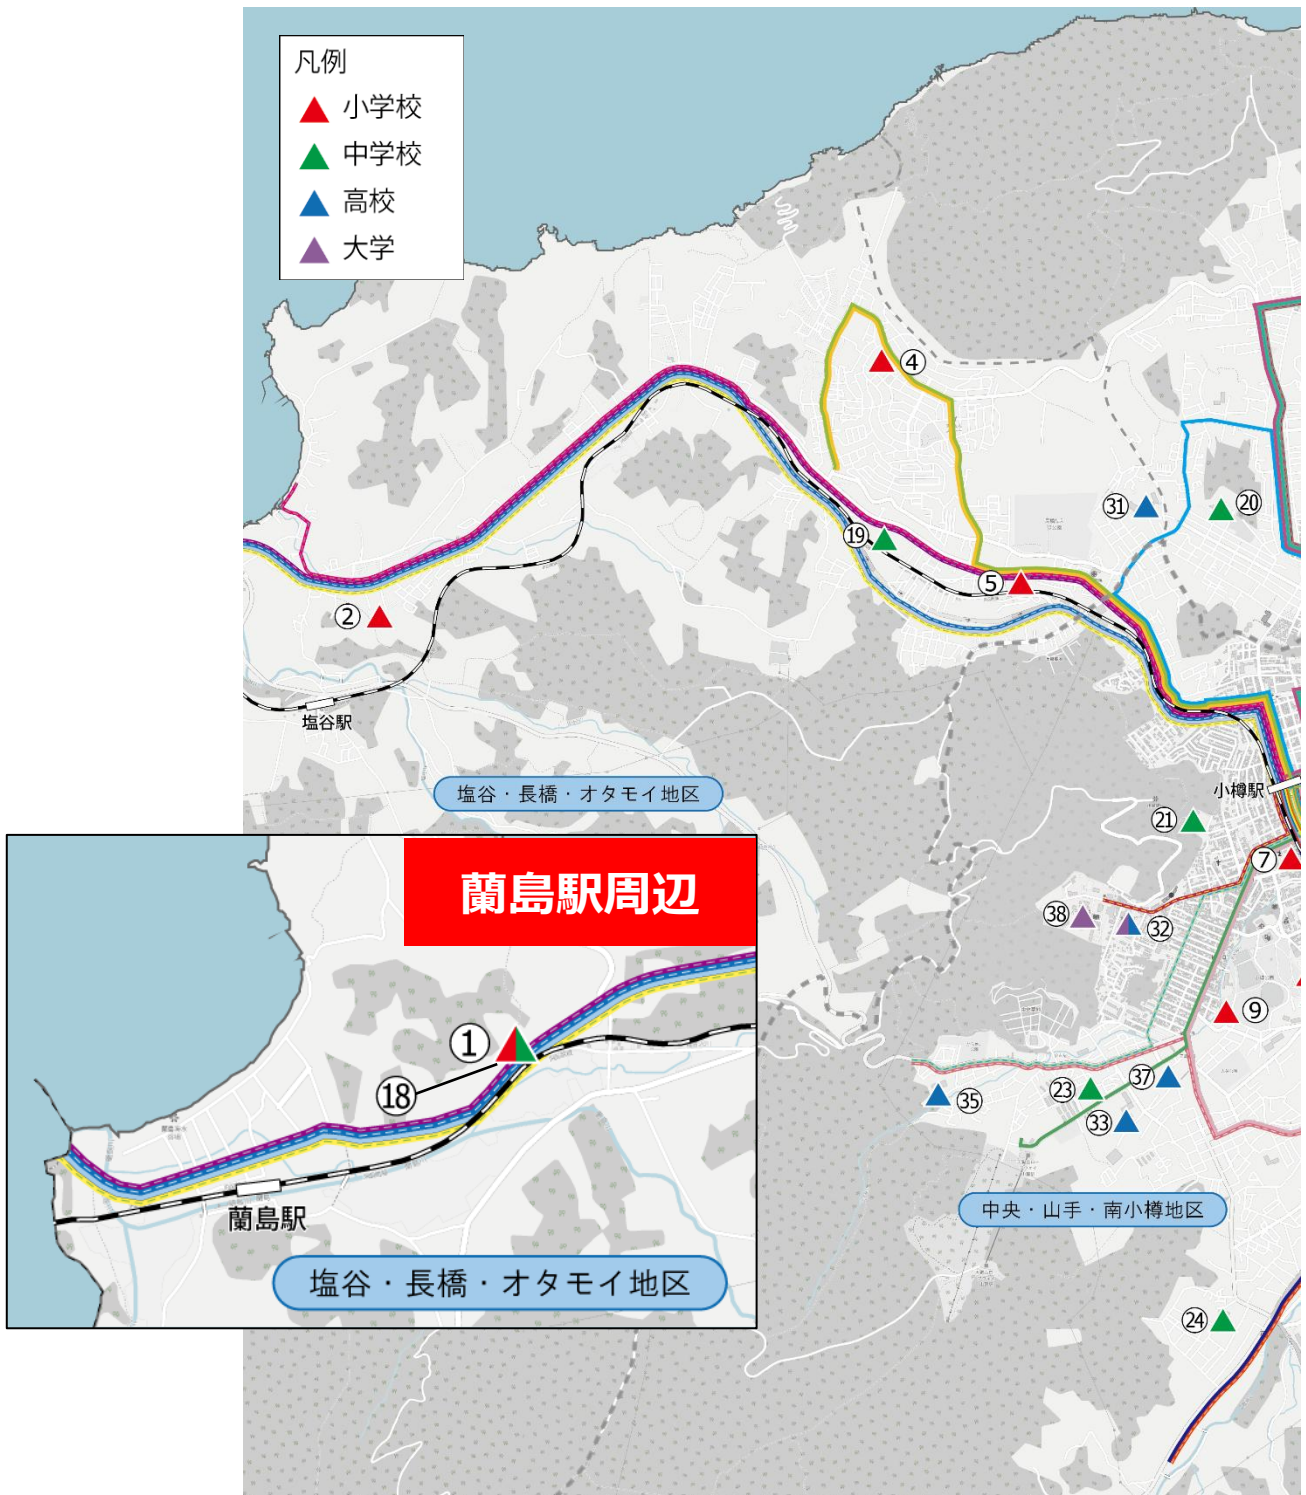 凡例
小学校
中学校
高校
大学
④
㉛
⑳
⑲
⑤
②
塩谷駅
塩谷・長橋・オタモイ地区
小樽駅
㉑
⑦
蘭島駅周辺
㊳
㉜
⑨
①
⑱
㊲
㉓
㉟
㉝
蘭島駅
中央・山手・南小樽地区
塩谷・長橋・オタモイ地区
㉔